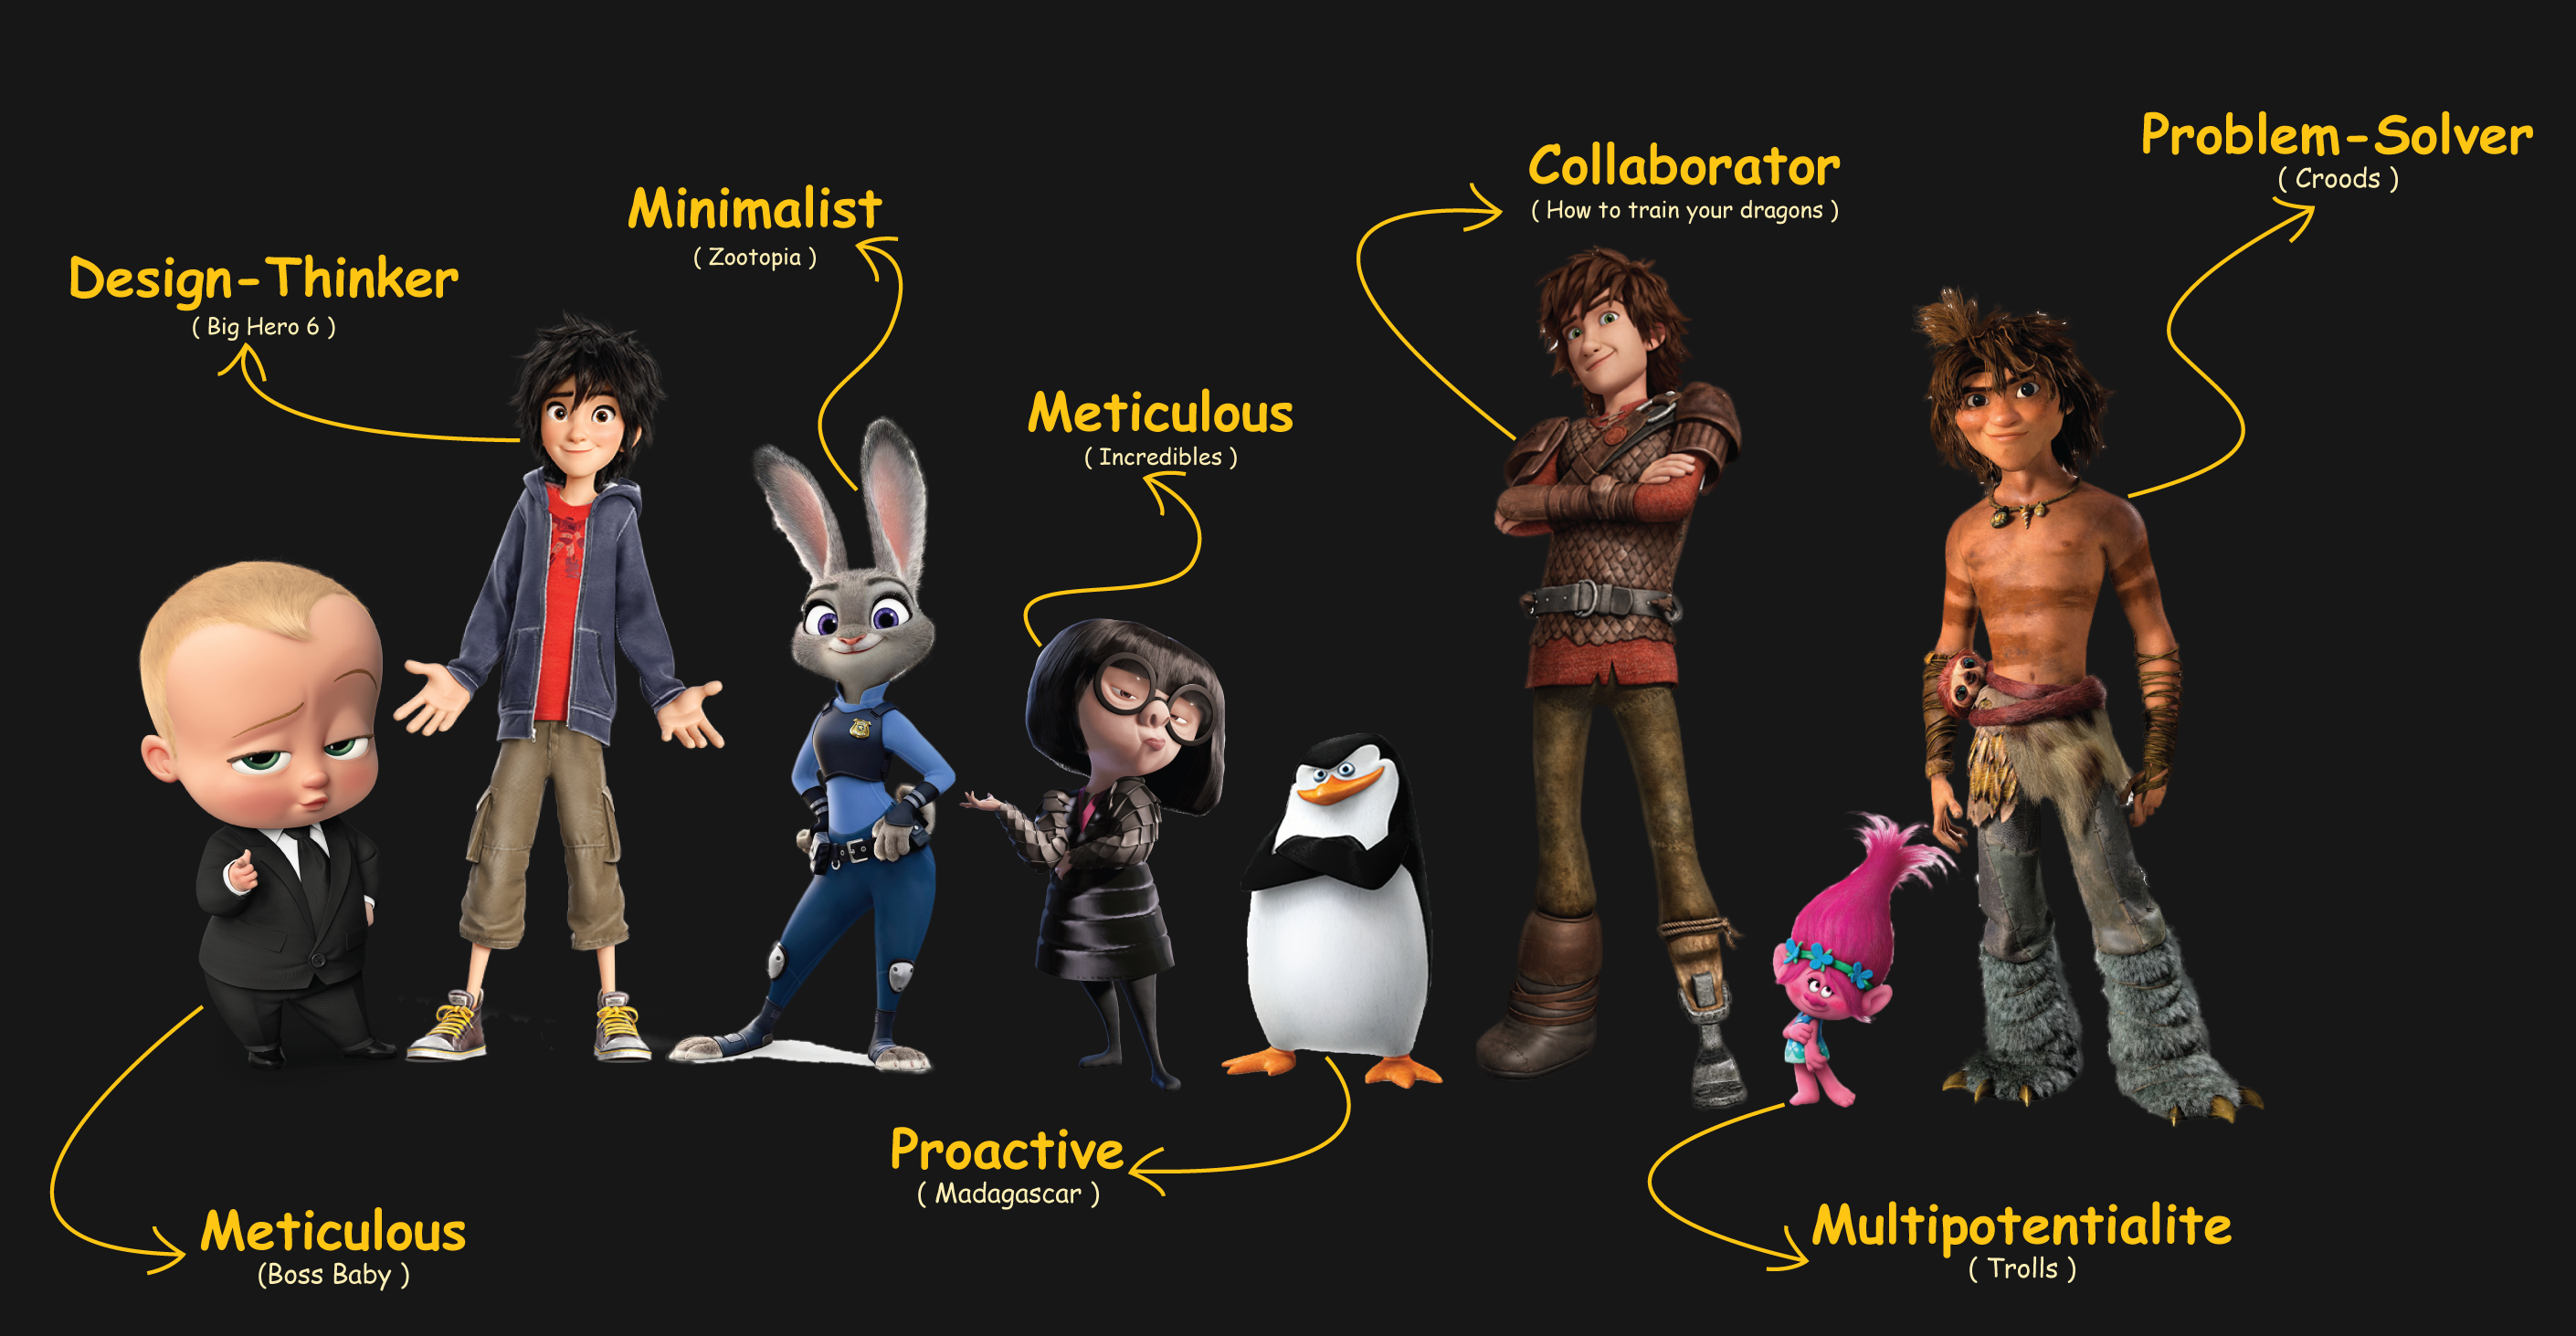 Problem-Solver
( Croods )
Collaborator
( How to train your dragons )
Minimalist
( Zootopia )
Design-Thinker
( Big Hero 6 )
Meticulous
( Incredibles )
Proactive
( Madagascar )
Meticulous
(Boss Baby )
Multipotentialite
( Trolls )